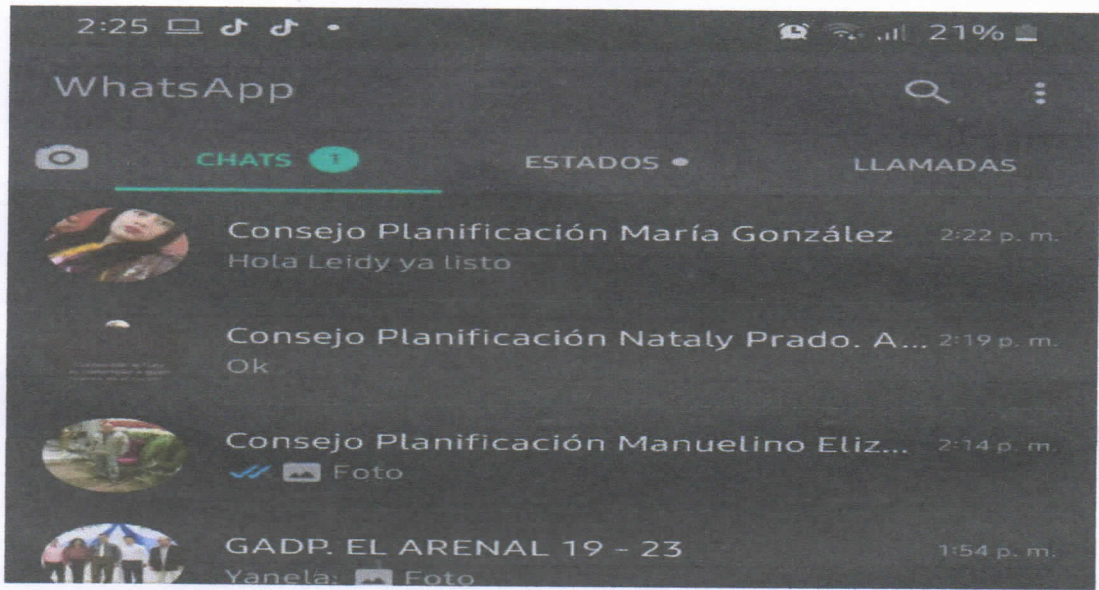 2:25 21%
WhatsApp
CHATS 1 ESTADOS LLAMADAS
Consejo Planificación María González 2:22 p. m.
Hola Leidy ya listo
Consejo Planificación Nataly Prado. A... 2:19 p. m.
Ok
Consejo Planificación Manuelino Eliz... 2:14 p. m.
Foto
GADP. EL ARENAL 19 - 23 1:54 p. m.
Yanela: Foto